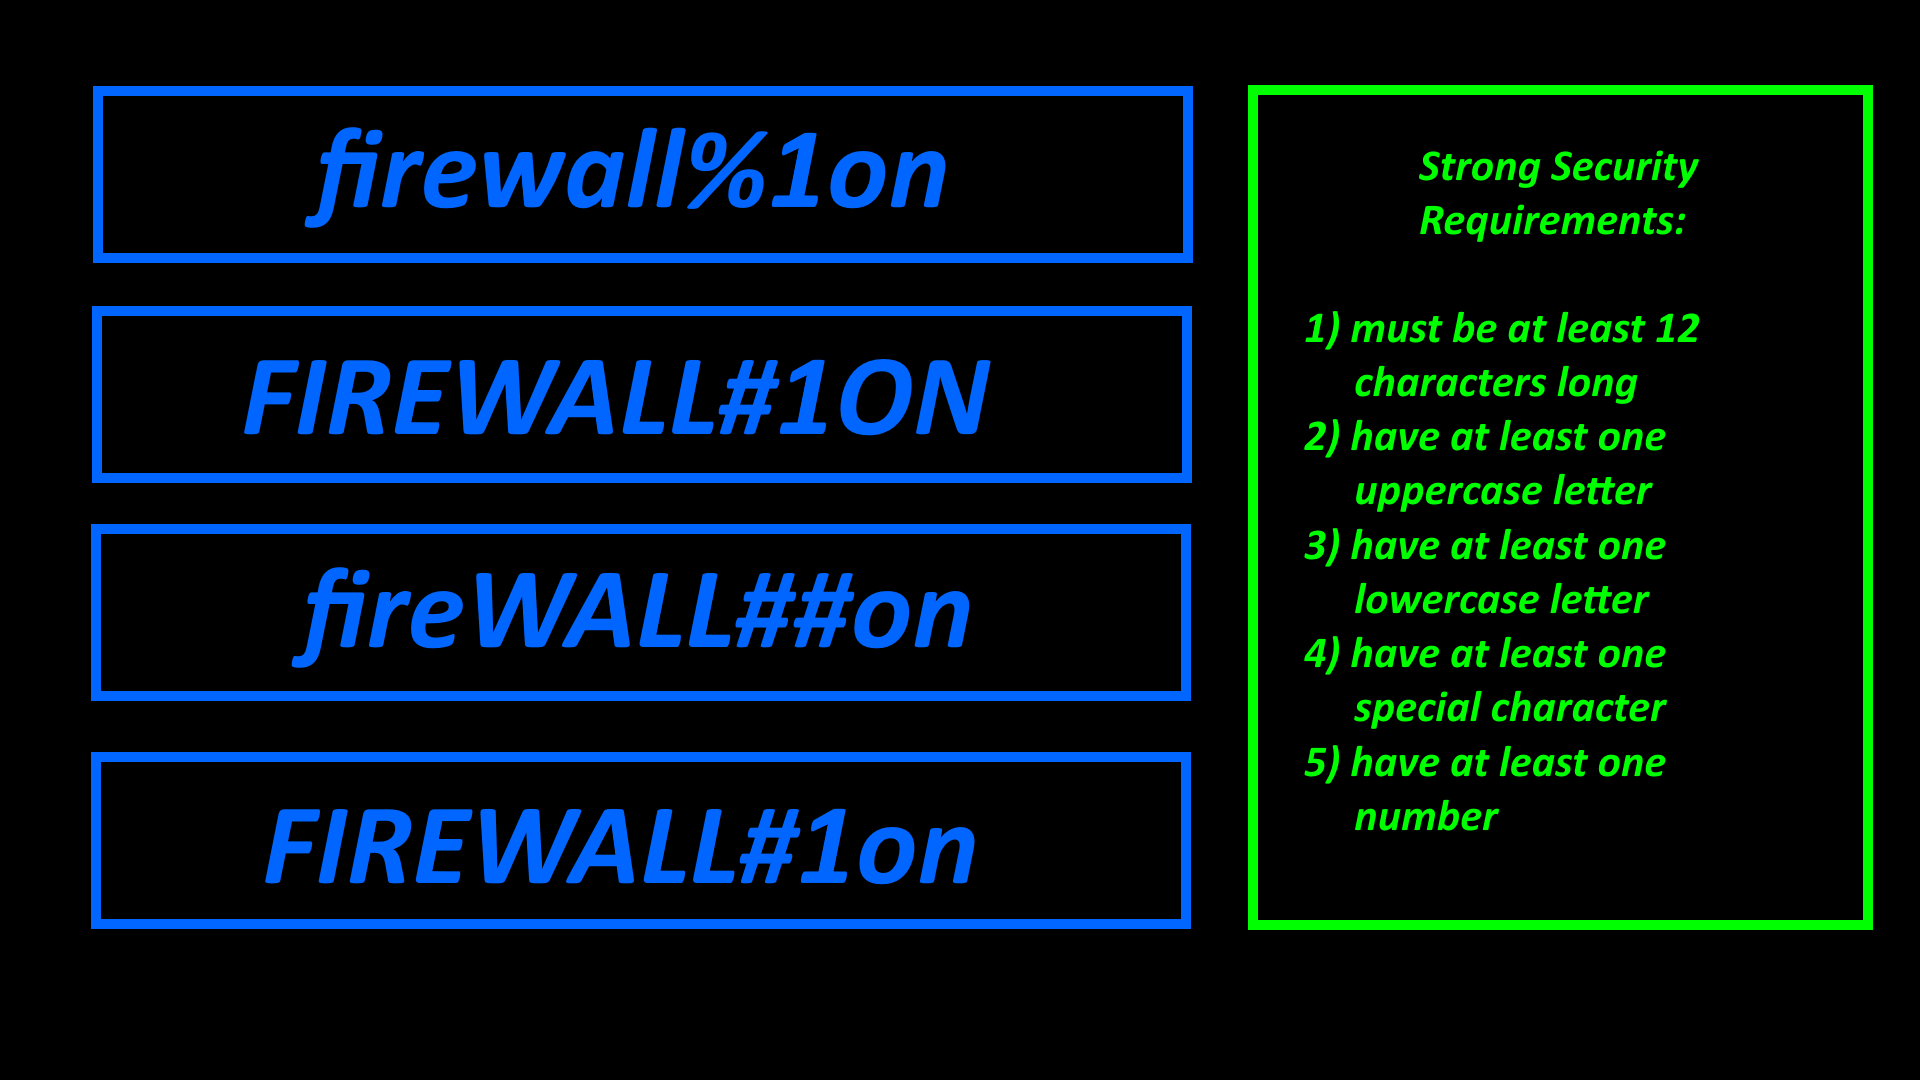 firewall%1on
FIREWALL#1ON
fireWALL##on
FIREWALL#1on
Strong Security
Requirements:
1) must be at least 12
characters long
2) have at least one
uppercase letter
3) have at least one
lowercase letter
4) have at least one
special character
5) have at least one
number